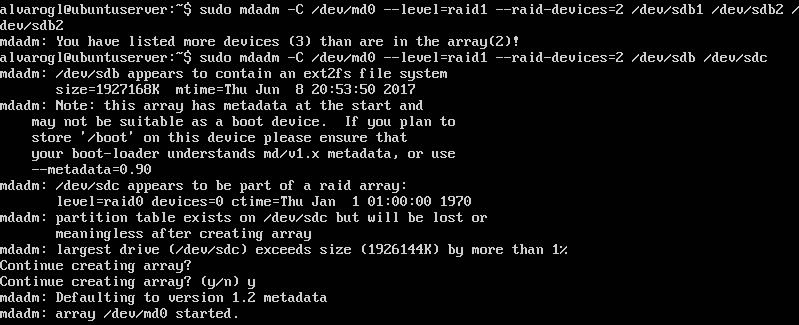 alvarogl@ubuntuserver:~$ sudo mdadm -C /dev/md0 --level=raid1 --raid-devices=2 /dev/sdb1 /dev/sdb2 /
dev/sdb2
mdadm: You have listed more devices (3) than are in the array(2)!
alvarogl@ubuntuserver:~$ sudo mdadm -C /dev/md0 --level=raid1 --raid-devices=2 /dev/sdb /dev/sdc
mdadm: /dev/sdb appears to contain an ext2fs file system
       size=1927168K  mtime=Thu Jun  8 20:53:50 2017
mdadm: Note: this array has metadata at the start and
    may not be suitable as a boot device.  If you plan to
    store '/boot' on this device please ensure that
    your boot-loader understands md/v1.x metadata, or use
    --metadata=0.90
mdadm: /dev/sdc appears to be part of a raid array:
       level=raid0 devices=0 ctime=Thu Jan  1 01:00:00 1970
mdadm: partition table exists on /dev/sdc but will be lost or
       meaningless after creating array
mdadm: largest drive (/dev/sdc) exceeds size (1926144K) by more than 1%
Continue creating array?
Continue creating array? (y/n) y
mdadm: Defaulting to version 1.2 metadata
mdadm: array /dev/md0 started.